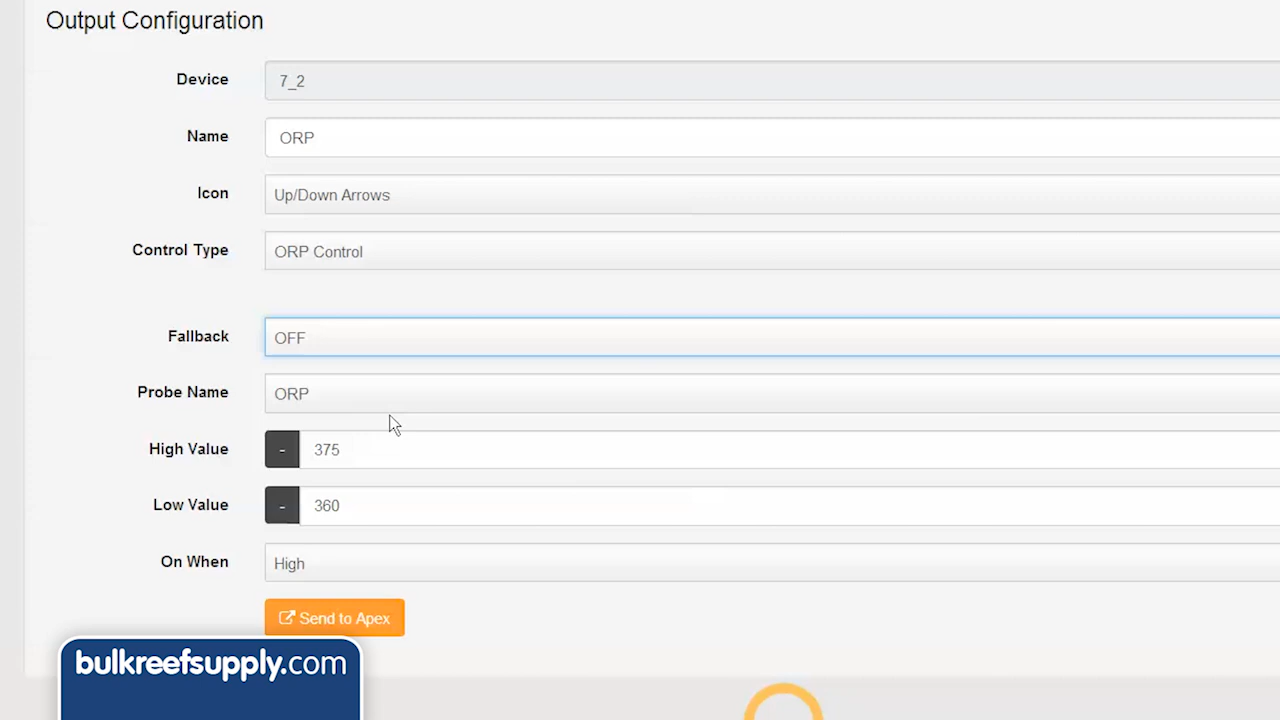 Output Configuration
Device 7_2
Name ORP
Icon Up/Down Arrows
Control Type ORP Control
Fallback OFF
Probe Name ORP
High Value - 375
Low Value - 360
On When High
Send to Apex
bulkreefsupply.com